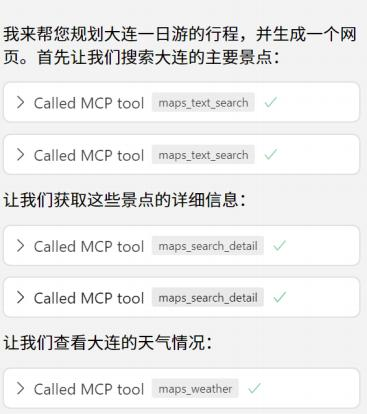 我来帮您规划大连一日游的行程，并生成一个网
页。首先让我们搜索大连的主要景点：
Called MCP tool maps_text_search
Called MCP tool maps_text_search
让我们获取这些景点的详细信息：
Called MCP tool maps_search_detail
Called MCP tool maps_search_detail
让我们查看大连的天气情况：
Called MCP tool maps_weather